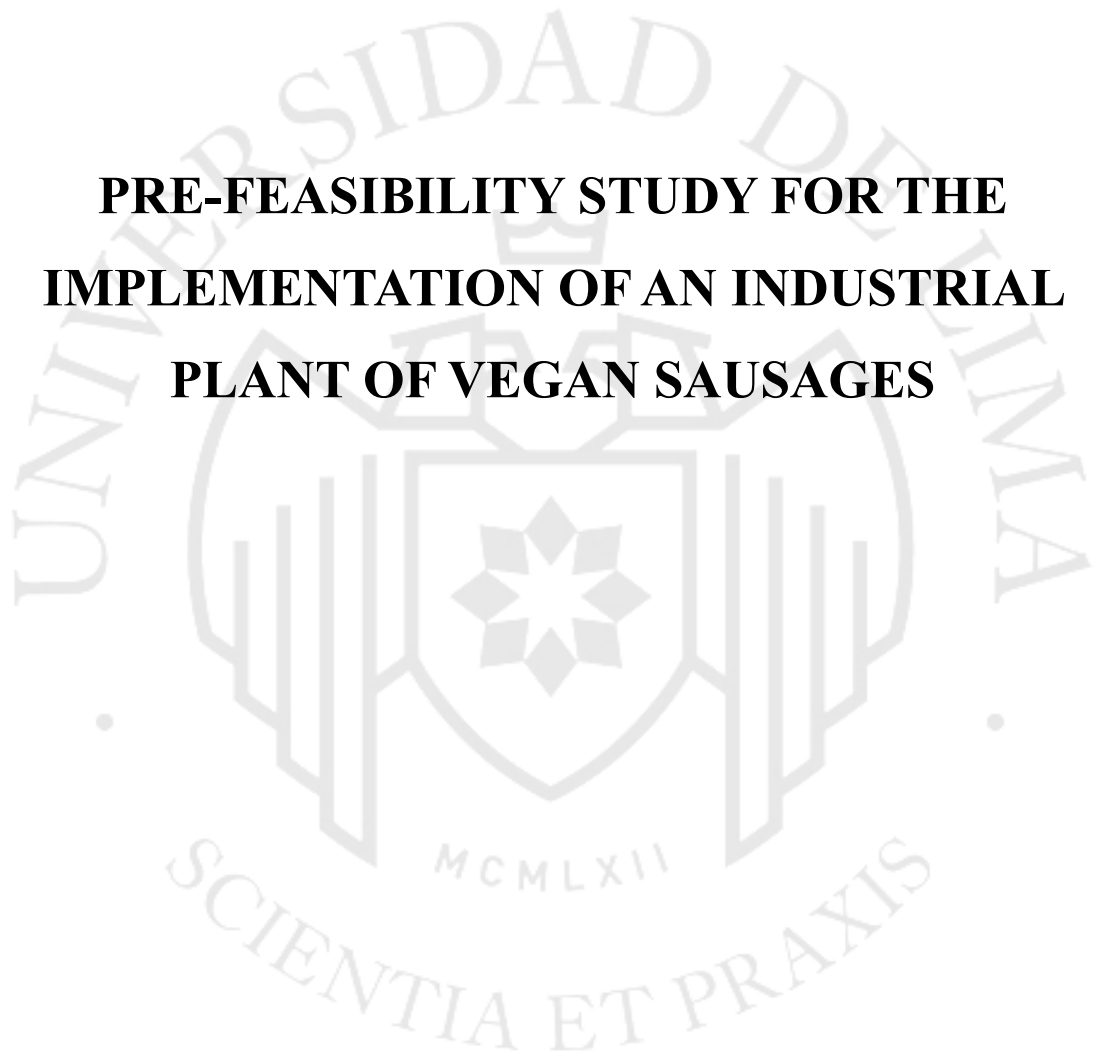 UNIVERSIDAD DE LIMA
PRE-FEASIBILITY STUDY FOR THE
IMPLEMENTATION OF AN INDUSTRIAL
PLANT OF VEGAN SAUSAGES
MCMLXII
SCIENTIA ET PRAXIS